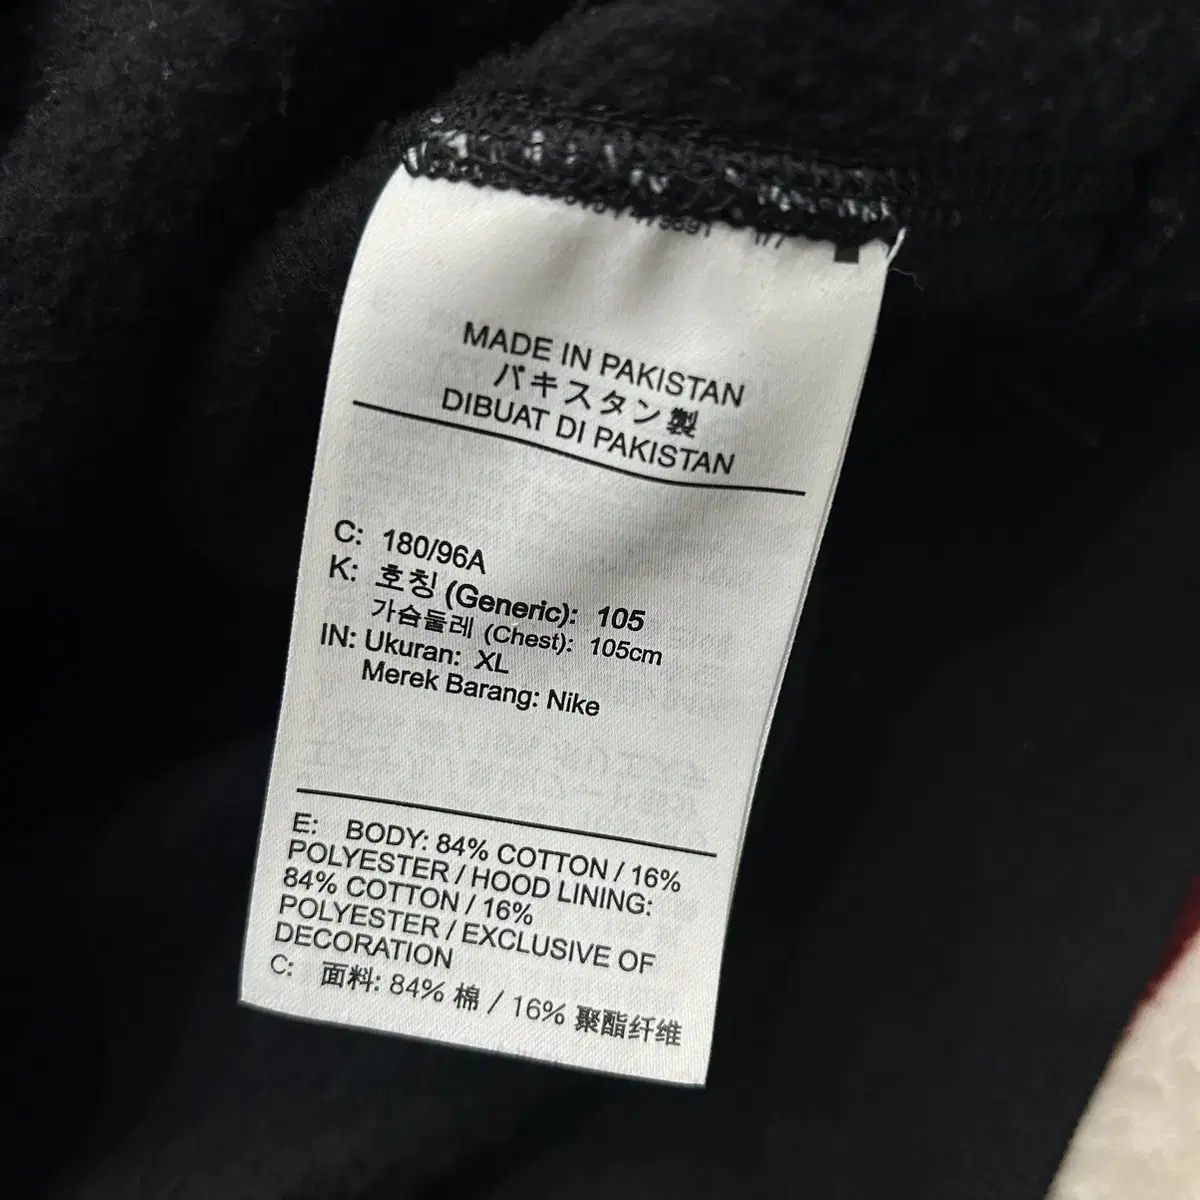 MADE IN PAKISTAN
パキスタン製
DIBUAT DI PAKISTAN
C: 180/96A
K: 호칭 (Generic): 105
가슴둘레 (Chest): 105cm
IN: Ukuran: XL
Merek Barang: Nike
E: BODY: 84% COTTON / 16%
POLYESTER / HOOD LINING:
84% COTTON / 16%
POLYESTER / EXCLUSIVE OF
DECORATION
C: 面料: 84% 棉 / 16% 聚酯纤维